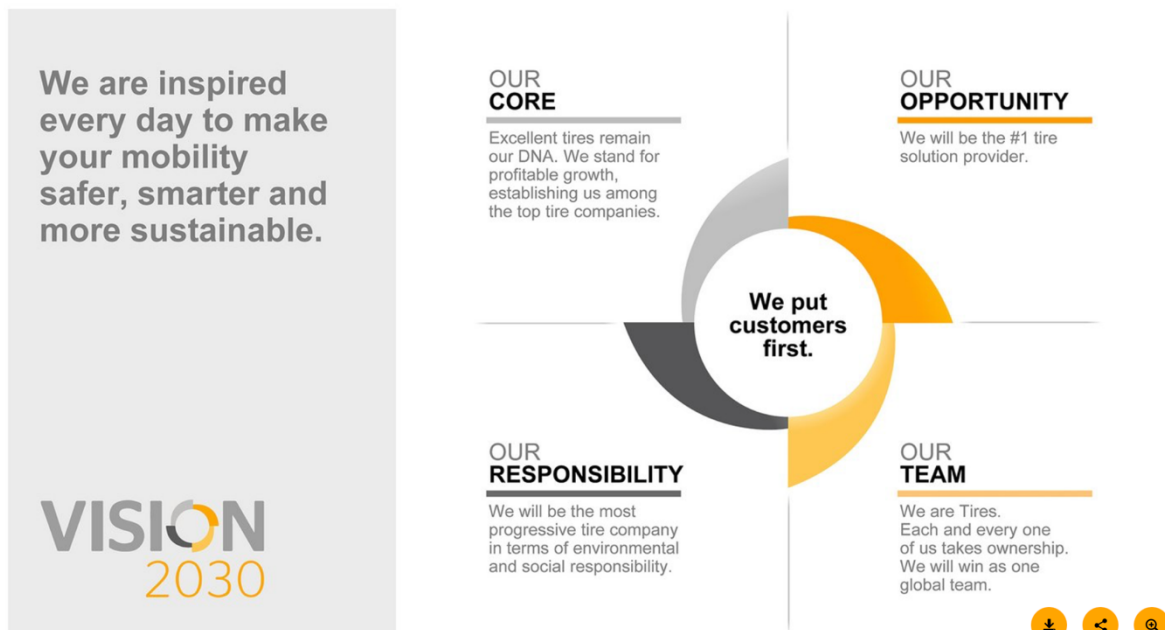 We are inspired
every day to make
your mobility
safer, smarter and
more sustainable.
VISION
2030
OUR
CORE
Excellent tires remain
our DNA. We stand for
profitable growth,
establishing us among
the top tire companies.
OUR
OPPORTUNITY
We will be the #1 tire
solution provider.
We put
customers
first.
OUR
RESPONSIBILITY
We will be the most
progressive tire company
in terms of environmental
and social responsibility.
OUR
TEAM
We are Tires.
Each and every one
of us takes ownership.
We will win as one
global team.